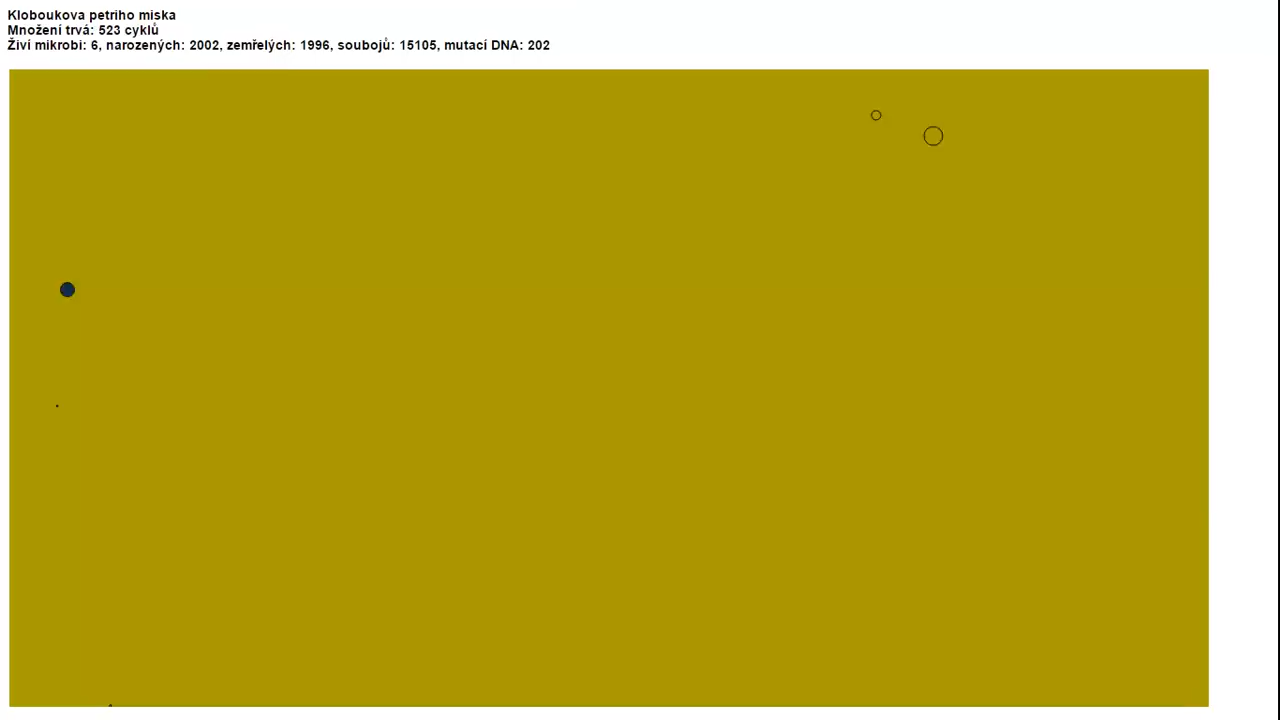 Kloboukova petriho miska
Množení trvá: 523 cyklů
Živí mikrobi: 6, narozených: 2002, zemřelých: 1996, soubojů: 15105, mutací DNA: 202